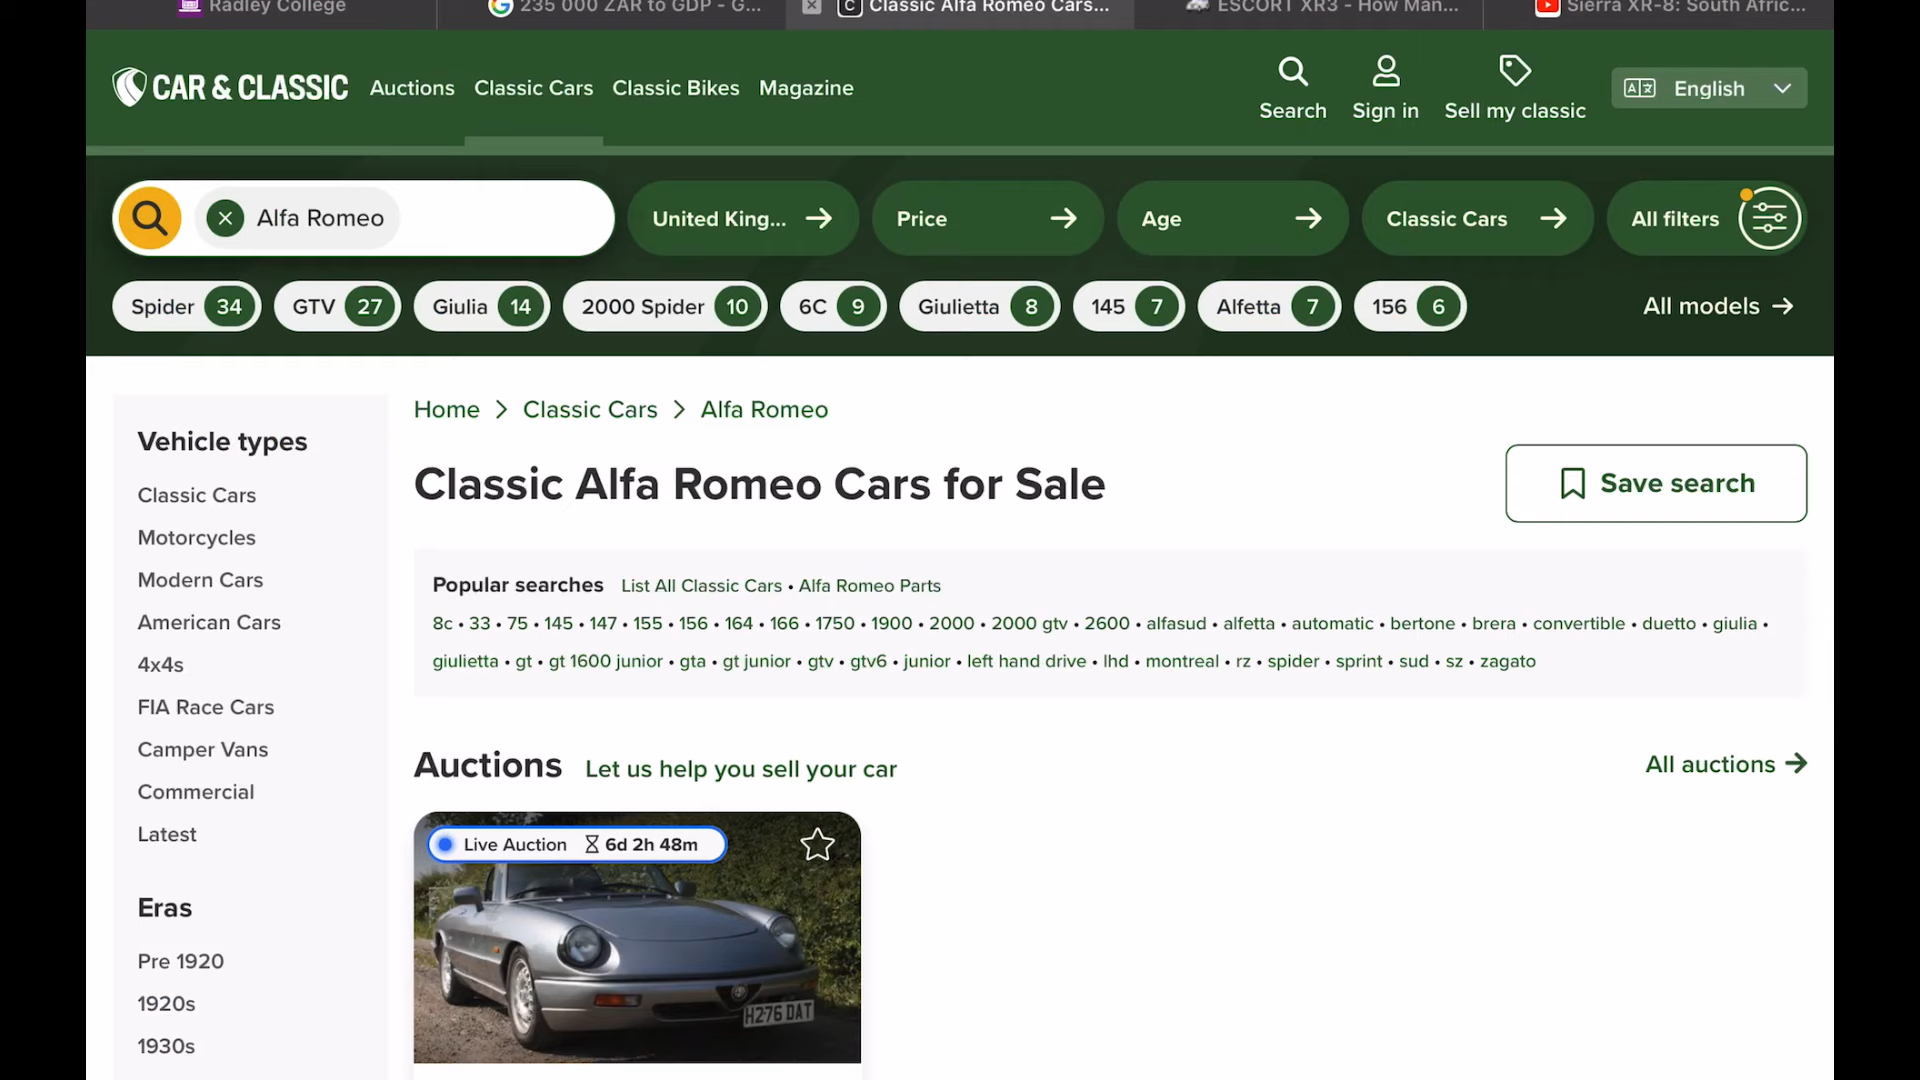 Radley College
235 000 ZAR to GDP - G...
Classic Alfa Romeo Cars...
ESCORT XR3 - How Man...
Sierra XR-8: South Afric...
CAR & CLASSIC
Auctions
Classic Cars
Classic Bikes
Magazine
Search
Sign in
Sell my classic
English
Alfa Romeo
United King...
Price
Age
Classic Cars
All filters
Spider 34
GTV 27
Giulia 14
2000 Spider 10
6C 9
Giulietta 8
145 7
Alfetta 7
156 6
All models
Vehicle types
Classic Cars
Motorcycles
Modern Cars
American Cars
4x4s
FIA Race Cars
Camper Vans
Commercial
Latest
Eras
Pre 1920
1920s
1930s
Home > Classic Cars > Alfa Romeo
Classic Alfa Romeo Cars for Sale
Save search
Popular searches List All Classic Cars • Alfa Romeo Parts
8c • 33 • 75 • 145 • 147 • 155 • 156 • 164 • 166 • 1750 • 1900 • 2000 • 2000 gtv • 2600 • alfasud • alfetta • automatic • bertone • brera • convertible • duetto • giulia •
giulietta • gt • gt 1600 junior • gta • gt junior • gtv • gtv6 • junior • left hand drive • lhd • montreal • rz • spider • sprint • sud • sz • zagato
Auctions Let us help you sell your car
All auctions
Live Auction 6d 2h 48m
H276 DAT